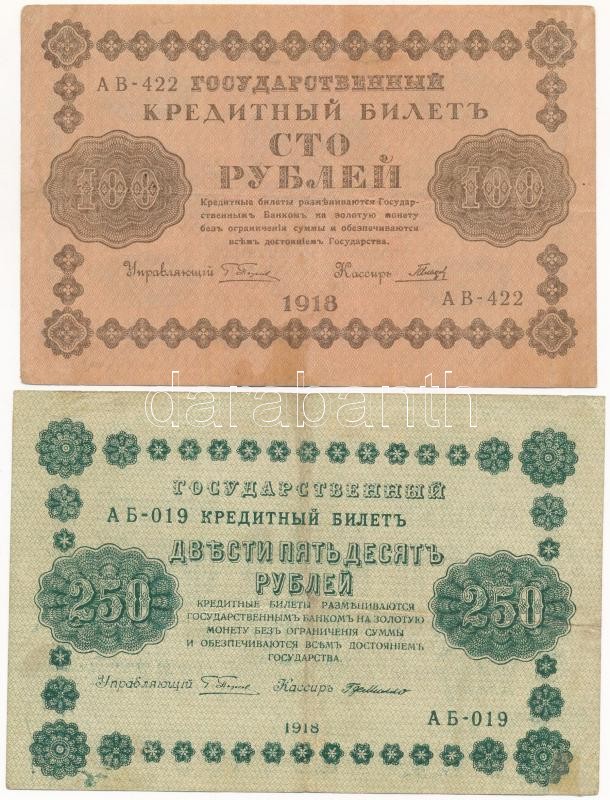 АВ-422 ГОСУДАРСТВЕННЫЙ
КРЕДИТНЫЙ БИЛЕТЪ
СТО
РУБЛЕЙ
100 100
Кредитные билеты размѣниваются Государ-
ственнымъ Банкомъ на золотую монету
безъ ограниченія суммы и обезпечиваются
всѣмъ достояніемъ Государства.
Управляющій Кассиръ
1918
АВ-422
darabanth
ГОСУДАРСТВЕННЫЙ
АБ-019 КРЕДИТНЫЙ БИЛЕТЪ
ДВѢСТИ ПЯТЬДЕСЯТЪ
РУБЛЕЙ
250 250
КРЕДИТНЫЕ БИЛЕТЫ РАЗМѢНИВАЮТСЯ
ГОСУДАРСТВЕННЫМЪ БАНКОМЪ НА ЗОЛОТУЮ
МОНЕТУ БЕЗЪ ОГРАНИЧЕНІЯ СУММЫ
И ОБЕЗПЕЧИВАЮТСЯ ВСѢМЪ ДОСТОЯНІЕМЪ
ГОСУДАРСТВА.
Управляющій Кассиръ
АБ-019
1918